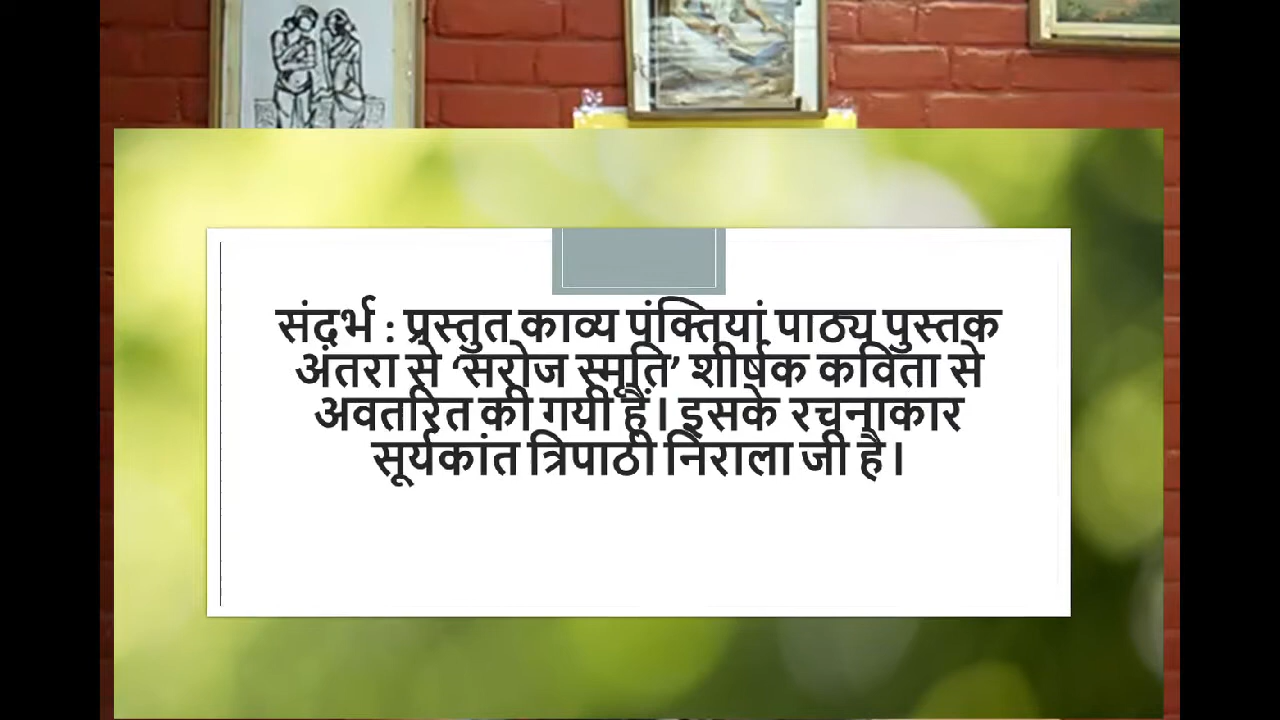 संदर्भ : प्रस्तुत काव्य पंक्तियां पाठ्य पुस्तक
अंतरा से ‘सरोज स्मृति’ शीर्षक कविता से
अवतरित की गयी हैं। इसके रचनाकार
सूर्यकांत त्रिपाठी निराला जी है।